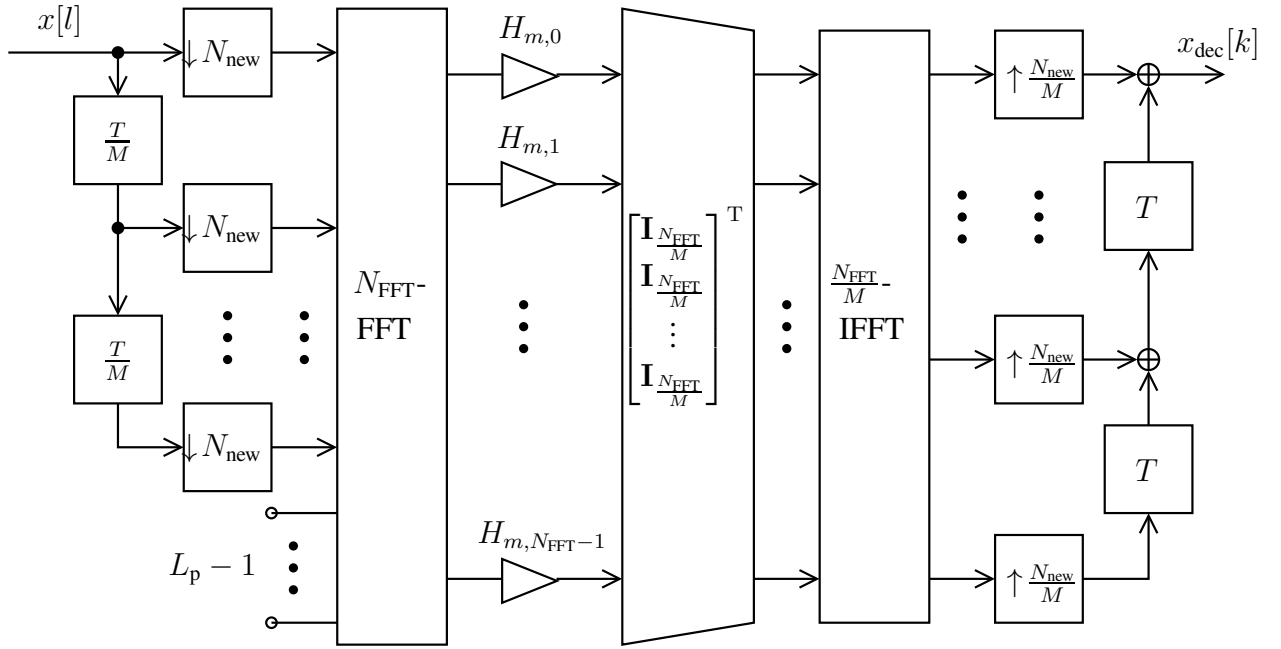 x[l]
↓ N_new
T/M
↓ N_new
T/M
↓ N_new
L_p − 1
N_FFT-
FFT
H_{m,0}
H_{m,1}
H_{m,N_FFT−1}
[I_{N_FFT/M}
I_{N_FFT/M}
⋮
I_{N_FFT/M}]^T
N_FFT/M-
IFFT
↑ N_new/M
↑ N_new/M
↑ N_new/M
x_dec[k]
T
T